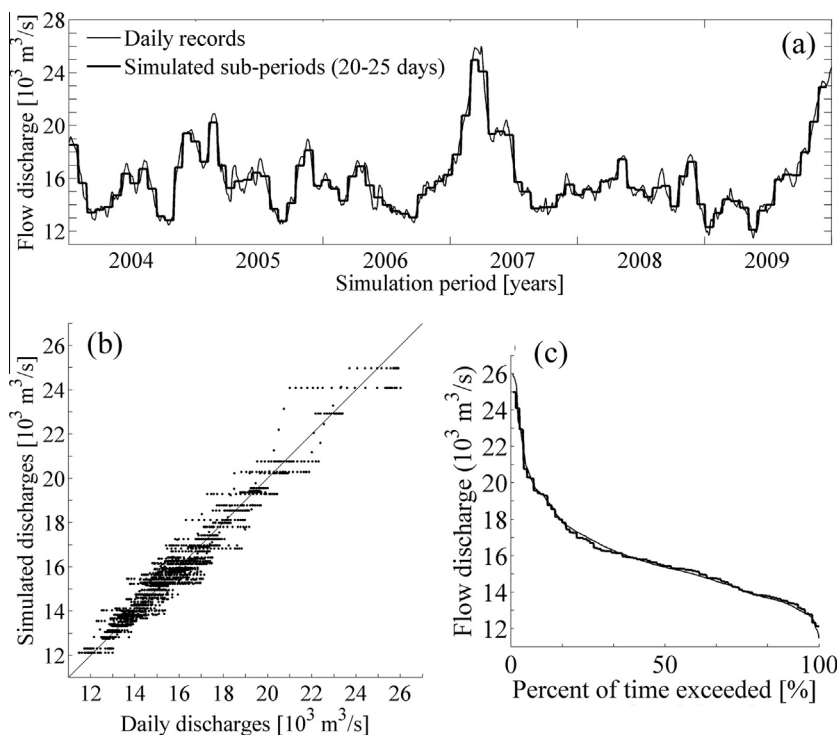 28
24
20
16
12
Flow discharge [10³ m³/s]
Daily records
Simulated sub-periods (20-25 days)
(a)
2004 2005 2006 2007 2008 2009
Simulation period [years]
(b)
26
24
22
20
18
16
14
12
Simulated discharges [10³ m³/s]
12 14 16 18 20 22 24 26
Daily discharges [10³ m³/s]
(c)
26
24
22
20
18
16
14
12
Flow discharge (10³ m³/s)
0 50 100
Percent of time exceeded [%]